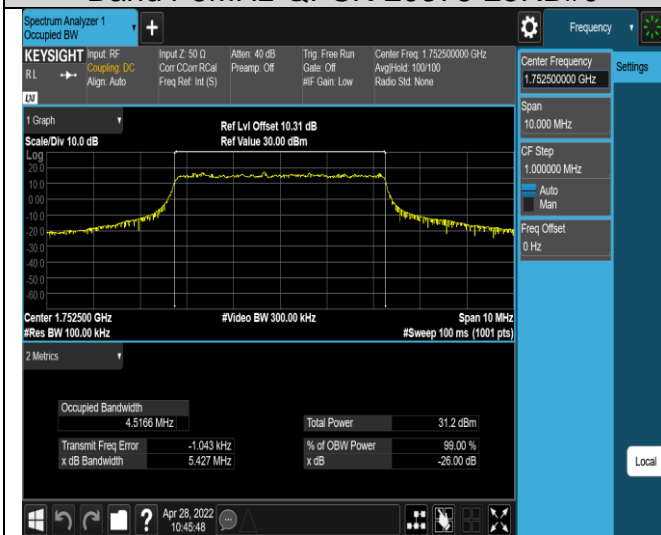 Spectrum Analyzer 1
Occupied BW
+
Frequency
KEYSIGHT
R L
LXI
Input: RF
Coupling: DC
Align: Auto
Input Z: 50 Ω
Corr CCorr RCal
Freq Ref: Int (S)
Atten: 40 dB
Preamp: Off
Trig: Free Run
Gate: Off
#IF Gain: Low
Center Freq: 1.752500000 GHz
Avg|Hold: 100/100
Radio Std: None
Center Frequency
1.752500000 GHz
Settings
Span
10.000 MHz
CF Step
1.000000 MHz
Auto
Man
Freq Offset
0 Hz
1 Graph
Scale/Div 10.0 dB
Ref Lvl Offset 10.31 dB
Ref Value 30.00 dBm
Log
20.0
10.0
0.00
-10.0
-20.0
-30.0
-40.0
-50.0
-60.0
Center 1.752500 GHz
#Res BW 100.00 kHz
#Video BW 300.00 kHz
Span 10 MHz
#Sweep 100 ms (1001 pts)
2 Metrics
Occupied Bandwidth
4.5166 MHz
Total Power 31.2 dBm
Transmit Freq Error -1.043 kHz
% of OBW Power 99.00 %
x dB Bandwidth 5.427 MHz
x dB -26.00 dB
Local
?
Apr 28, 2022
10:45:48